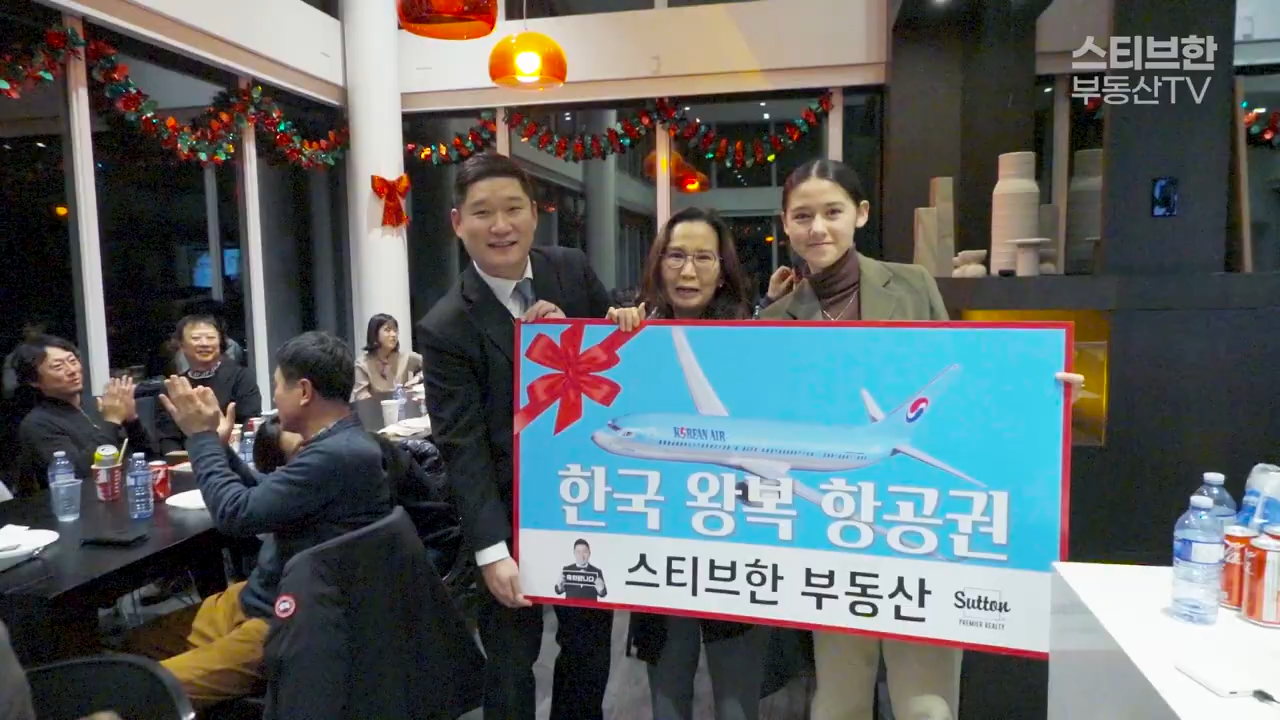 스티브한
부동산TV
KOREAN AIR
한국 왕복 항공권
스티브한 부동산
Sutton
PREMIER REALTY